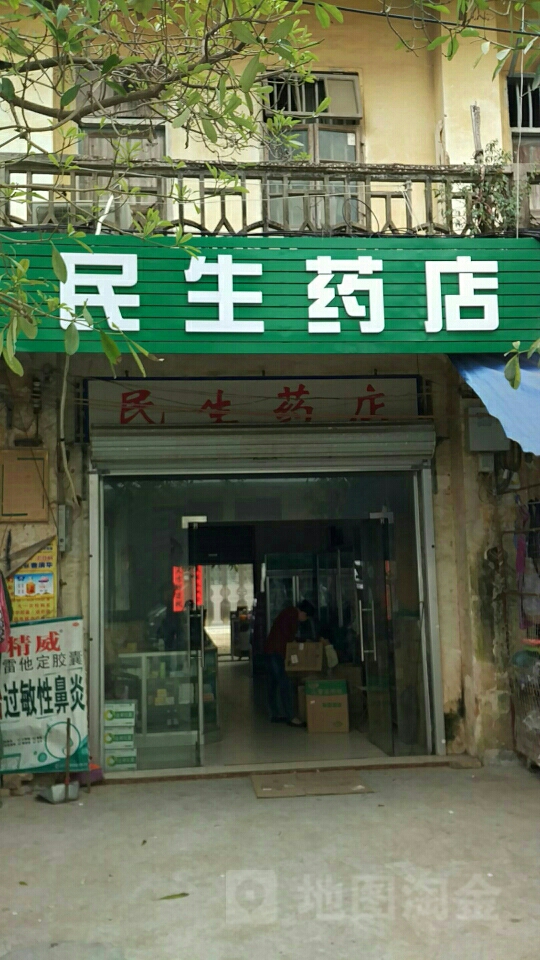 民生药店
民生药店
精威
雷他定胶囊
过敏性鼻炎
地图淘金